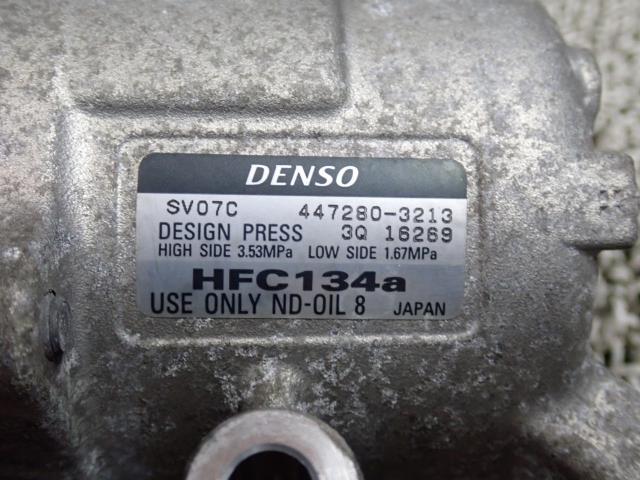 DENSO
SV07C 447280-3213
DESIGN PRESS 3Q 16269
HIGH SIDE 3.53MPa LOW SIDE 1.67MPa
HFC134a
USE ONLY ND-OIL 8 JAPAN